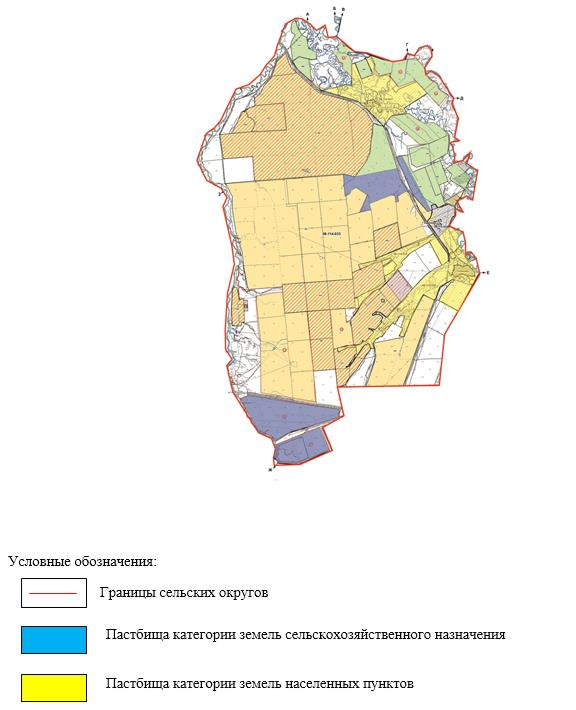 А
Б
В
Г
Д
Е
Ж
Условные обозначения:
Границы сельских округов
Пастбища категории земель сельскохозяйственного назначения
Пастбища категории земель населенных пунктов